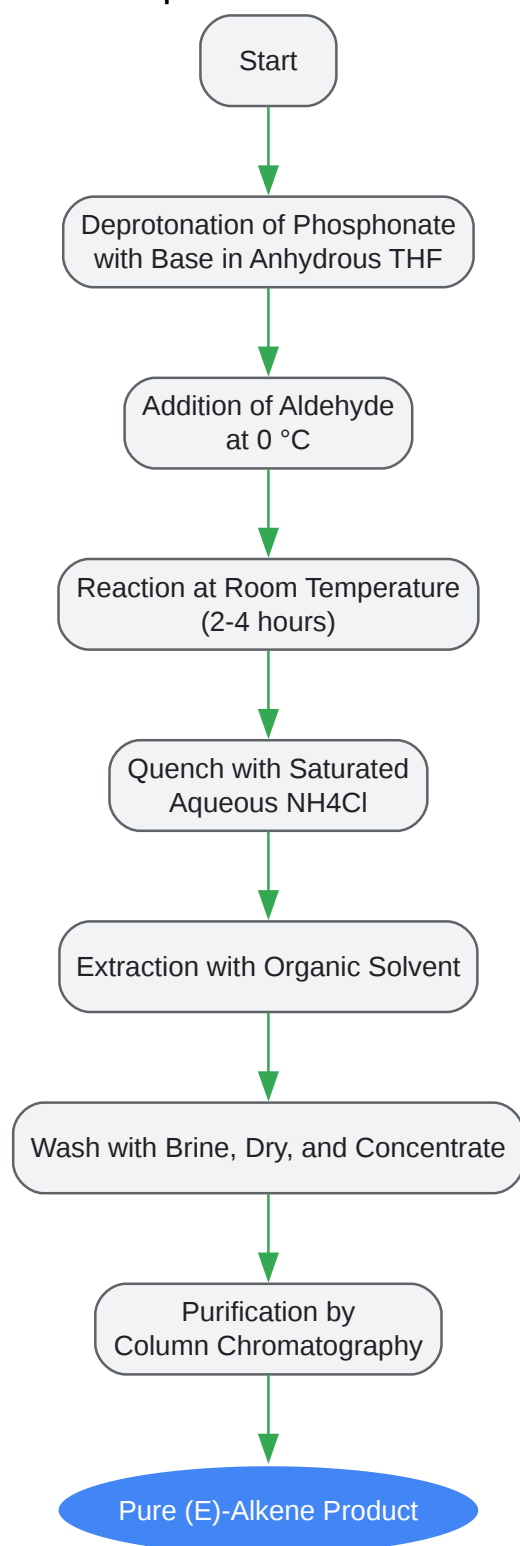 Start
Deprotonation of Phosphonate
with Base in Anhydrous THF
Addition of Aldehyde
at 0 °C
Reaction at Room Temperature
(2-4 hours)
Quench with Saturated
Aqueous NH4Cl
Extraction with Organic Solvent
Wash with Brine, Dry, and Concentrate
Purification by
Column Chromatography
Pure (E)-Alkene Product